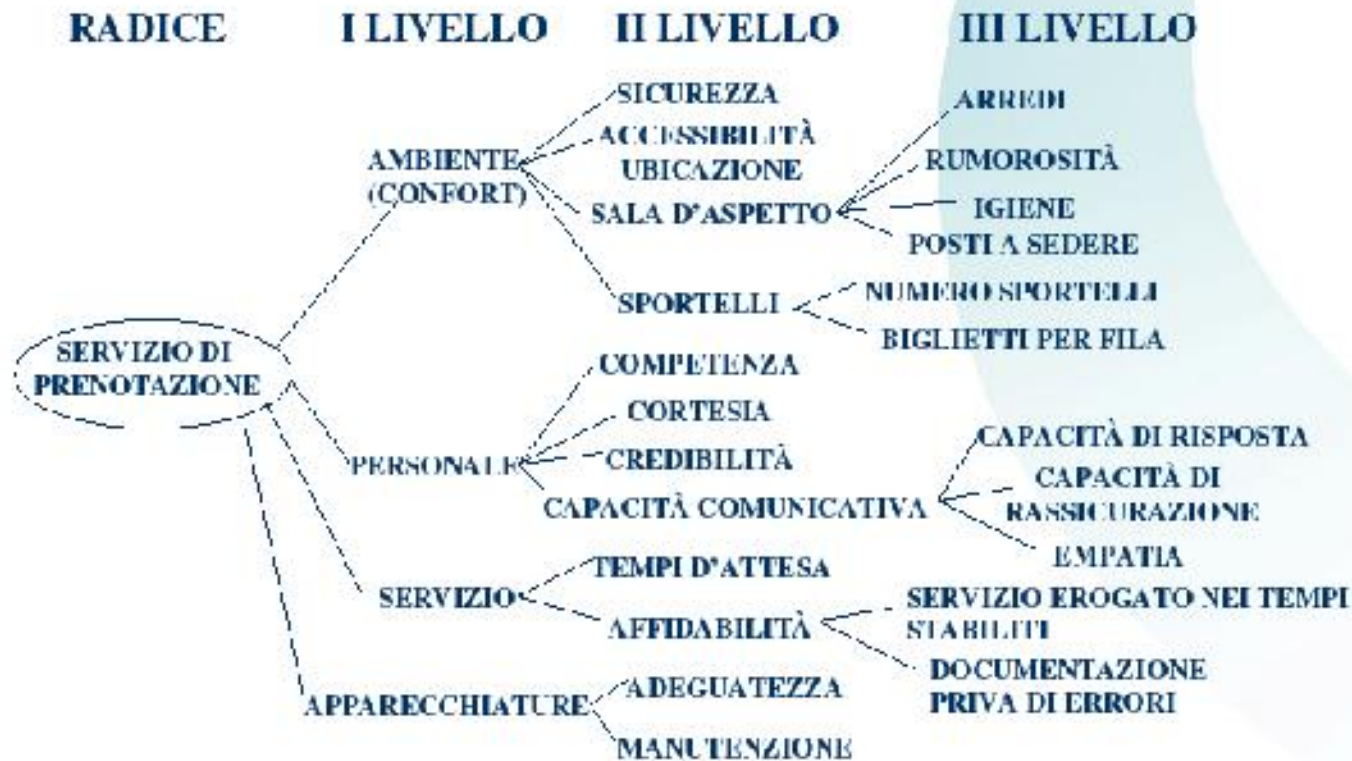 RADICE I LIVELLO II LIVELLO III LIVELLO
SERVIZIO DI
PRENOTAZIONE
AMBIENTE
(CONFORT)
SICUREZZA
ACCESSIBILITÀ
UBICAZIONE
SALA D'ASPETTO
ARREDI
RUMOROSITÀ
IGIENE
POSTI A SEDERE
SPORTELLI
NUMERO SPORTELLI
BIGLIETTI PER FILA
PERSONALE
COMPETENZA
CORTESIA
CREDIBILITÀ
CAPACITÀ COMUNICATIVA
CAPACITÀ DI RISPOSTA
CAPACITÀ DI
RASSICURAZIONE
EMPATIA
SERVIZIO
TEMPI D'ATTESA
AFFIDABILITÀ
SERVIZIO EROGATO NEI TEMPI
STABILITI
DOCUMENTAZIONE
PRIVA DI ERRORI
APPARECCHIATURE
ADEGUATEZZA
MANUTENZIONE